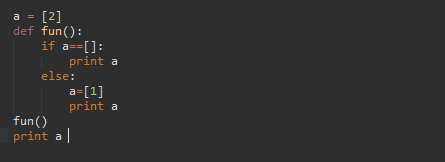 a = [2]
def fun():
    if a==[]:
        print a
    else:
        a=[1]
        print a
fun()
print a